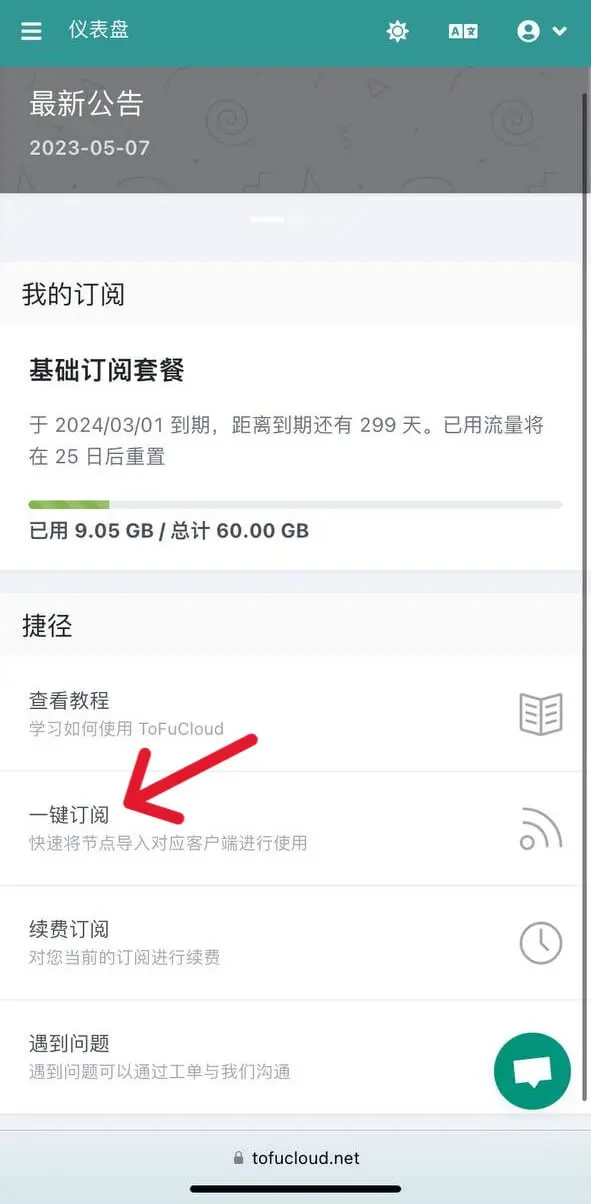 仪表盘
最新公告
2023-05-07
我的订阅
基础订阅套餐
于 2024/03/01 到期，距离到期还有 299 天。已用流量将
在 25 日后重置
已用 9.05 GB / 总计 60.00 GB
捷径
查看教程
学习如何使用 ToFuCloud
一键订阅
快速将节点导入对应客户端进行使用
续费订阅
对您当前的订阅进行续费
遇到问题
遇到问题可以通过工单与我们沟通
tofucloud.net